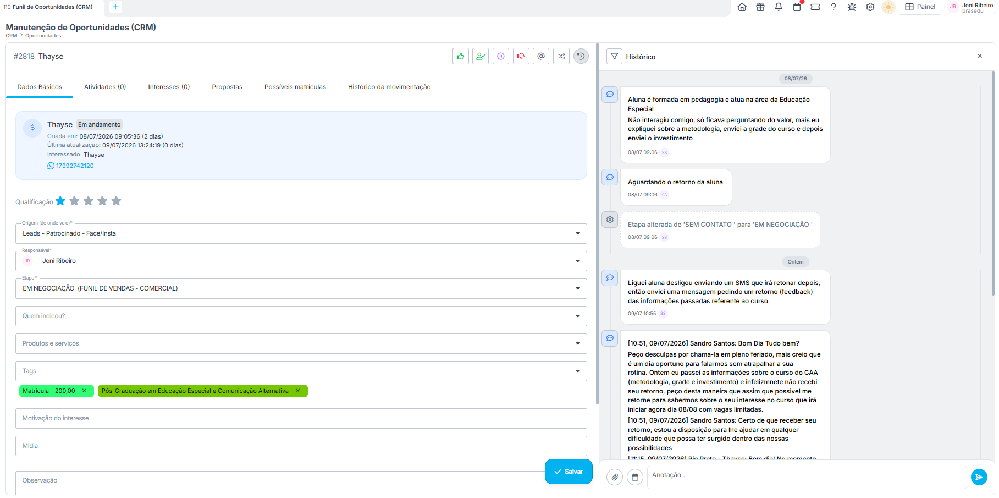 110 Funil de Oportunidades (CRM)
Painel
JR
Joni Ribeiro
brasedu
Manutenção de Oportunidades (CRM)
CRM > Oportunidades
#2818 Thayse
Dados Básicos
Atividades (0)
Interesses (0)
Propostas
Possíveis matrículas
Histórico da movimentação
Thayse Em andamento
Criada em: 08/07/2026 09:05:36 (2 dias)
Última atualização: 09/07/2026 13:24:19 (0 dias)
Interessado: Thayse
17992742120
Qualificação
Origem (de onde veio)*
Leads - Patrocinado - Face/Insta
Responsável*
JR Joni Ribeiro
Etapa*
EM NEGOCIAÇÃO (FUNIL DE VENDAS - COMERCIAL)
Quem indicou?
Produtos e serviços
Tags
Matrícula - 200,00 ×
Pós-Graduação em Educação Especial e Comunicação Alternativa ×
Motivação do interesse
Midia
Observação
Salvar
Histórico
08/07/26
Aluna é formada em pedagogia e atua na área da Educação
Especial
Não interagiu comigo, só ficava perguntando do valor, mais eu
expliquei sobre a metodologia, enviei a grade do curso e depois
enviei o investimento
08/07 09:06 SS
Aguardando o retorno da aluna
08/07 09:06 SS
Etapa alterada de 'SEM CONTATO ' para 'EM NEGOCIAÇÃO '
08/07 09:06 SS
Ontem
Liguei aluna desligou enviando um SMS que irá retonar depois,
então enviei uma mensagem pedindo um retorno (feedback)
das informações passadas referente ao curso.
09/07 10:55 SS
[10:51, 09/07/2026] Sandro Santos: Bom Dia Tudo bem?
Peço desculpas por chama-la em pleno feriado, mais creio que
é um dia oportuno para falarmos sem atrapalhar a sua
rotina. Ontem eu passei as informações sobre o curso do CAA
(metodologia, grade e investimento) e infelizmnete não recebi
seu retorno, peço desta maneira que assim que possivel me
retorne para sabermos sobre o seu interesse no curso que irá
iniciar agora dia 08/08 com vagas limitadas.
[10:51, 09/07/2026] Sandro Santos: Certo de que receber seu
retorno, estou a disposição para lhe ajudar em qualquer
dificuldade que possa ter surgido dentro das nossas
possibilidades
[11:15, 09/07/2026] Rio Preto - Thayse: Bom dia! No momento
Anotação...